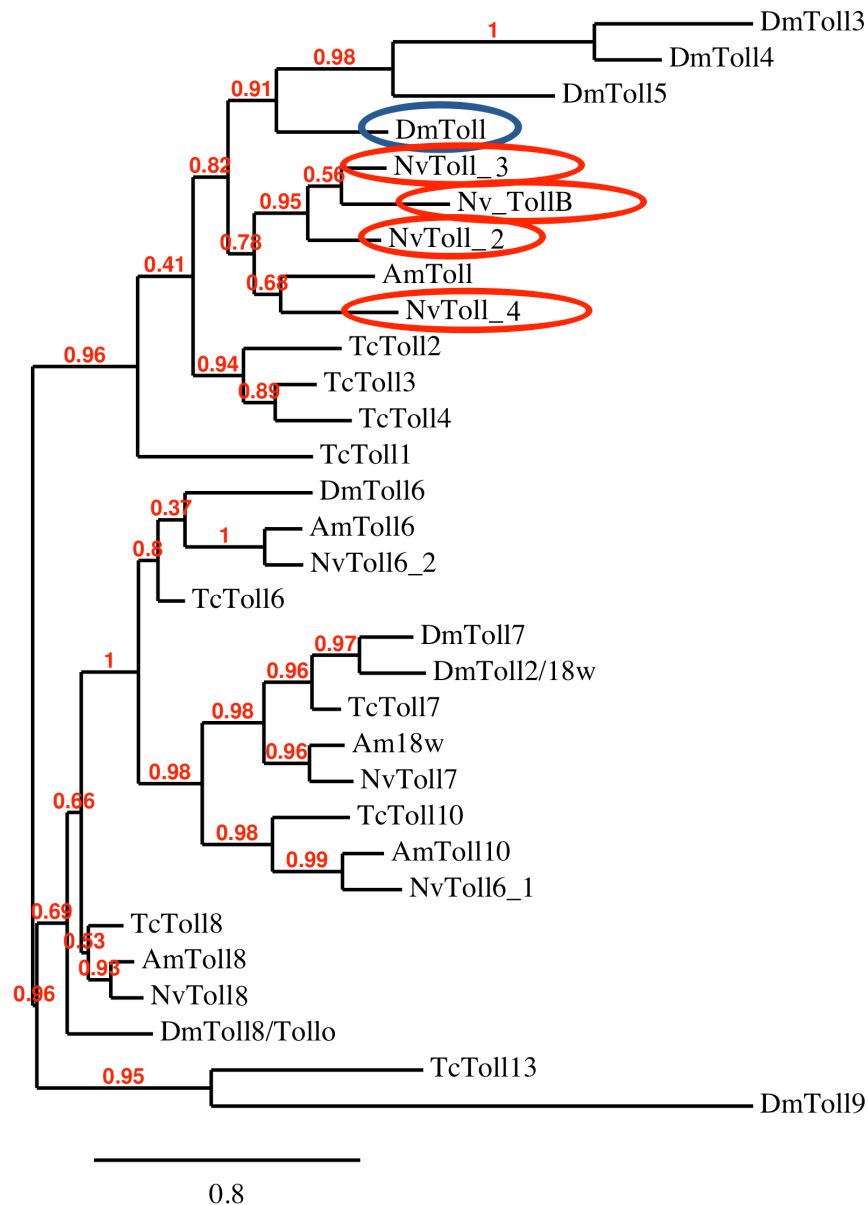 DmToll3
1
DmToll4
0.98
0.91
DmToll5
DmToll
0.82
NvToll_3
0.56
Nv_TollB
0.95
NvToll_2
0.78
AmToll
0.41
0.68
NvToll_4
TcToll2
0.96
0.94
TcToll3
0.89
TcToll4
TcToll1
DmToll6
0.37
AmToll6
1
0.8
NvToll6_2
TcToll6
DmToll7
0.97
1
DmToll2/18w
0.96
TcToll7
0.98
Am18w
0.96
NvToll7
0.98
0.66
TcToll10
0.98
AmToll10
0.99
NvToll6_1
0.69
TcToll8
0.53
AmToll8
0.93
NvToll8
0.96
DmToll8/Tollo
TcToll13
0.95
DmToll9
0.8